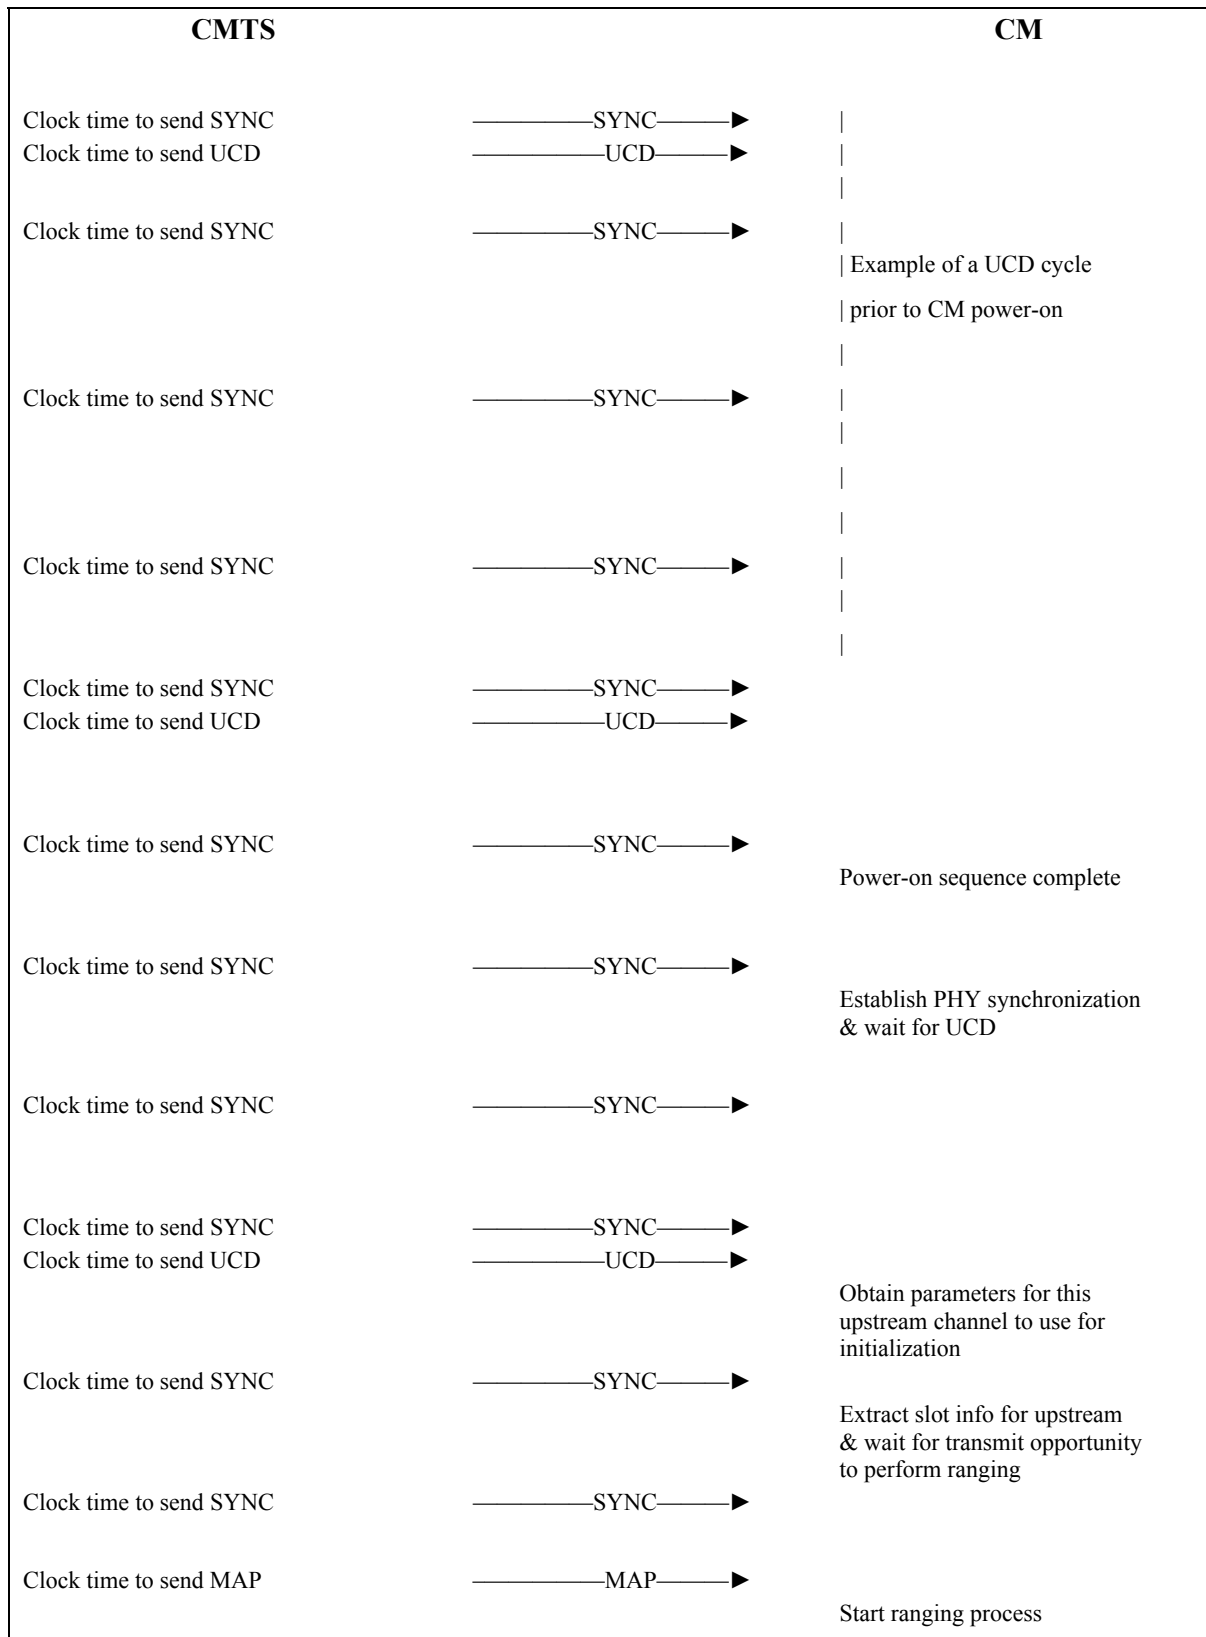 CMTS CM
Clock time to send SYNC SYNC |
Clock time to send UCD UCD |
|
Clock time to send SYNC SYNC |
| Example of a UCD cycle
| prior to CM power-on
|
Clock time to send SYNC SYNC |
|
|
|
Clock time to send SYNC SYNC |
|
|
Clock time to send SYNC SYNC
Clock time to send UCD UCD
Clock time to send SYNC SYNC
Power-on sequence complete
Clock time to send SYNC SYNC
Establish PHY synchronization
& wait for UCD
Clock time to send SYNC SYNC
Clock time to send SYNC SYNC
Clock time to send UCD UCD
Obtain parameters for this
upstream channel to use for
initialization
Clock time to send SYNC SYNC
Extract slot info for upstream
& wait for transmit opportunity
to perform ranging
Clock time to send SYNC SYNC
Clock time to send MAP MAP
Start ranging process